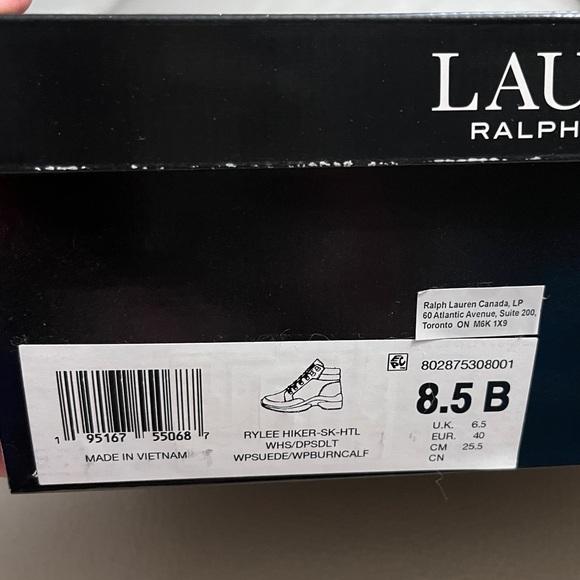 LAU
RALPH
Ralph Lauren Canada, LP
60 Atlantic Avenue, Suite 200,
Toronto ON M6K 1X9
802875308001
8.5 B
U.K. 6.5
EUR. 40
CM 25.5
CN
RYLEE HIKER-SK-HTL
WHS/DPSDLT
WPSUEDE/WPBURNCALF
1 95167 55068 7
MADE IN VIETNAM